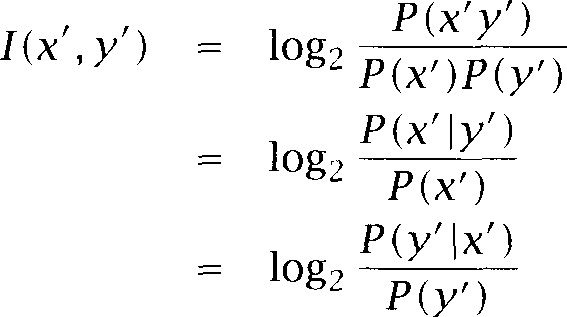 I(x′, y′) = log₂ P(x′y′) / P(x′)P(y′)
= log₂ P(x′|y′) / P(x′)
= log₂ P(y′|x′) / P(y′)